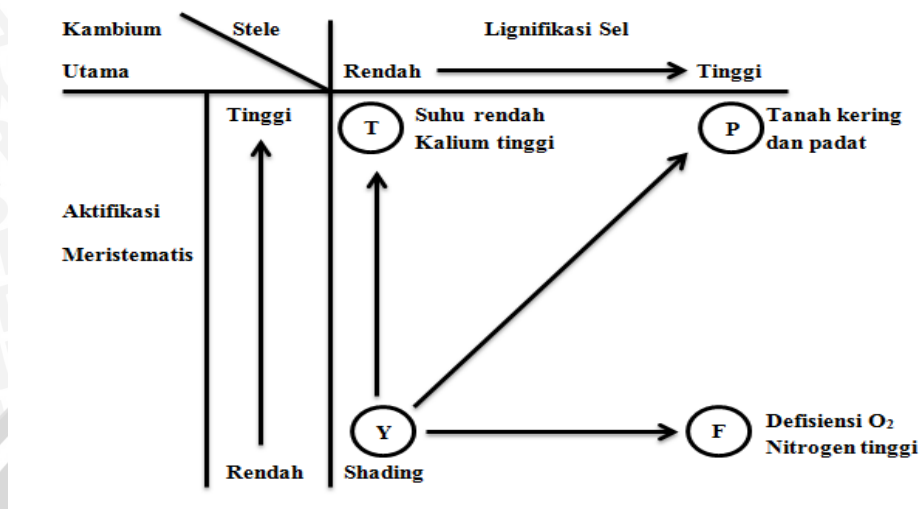 Kambium Stele Lignifikasi Sel
Utama Rendah Tinggi
Tinggi T Suhu rendah P Tanah kering
Kalium tinggi dan padat
Aktifikasi
Meristematis
Y F Defisiensi O₂
Nitrogen tinggi
Rendah Shading